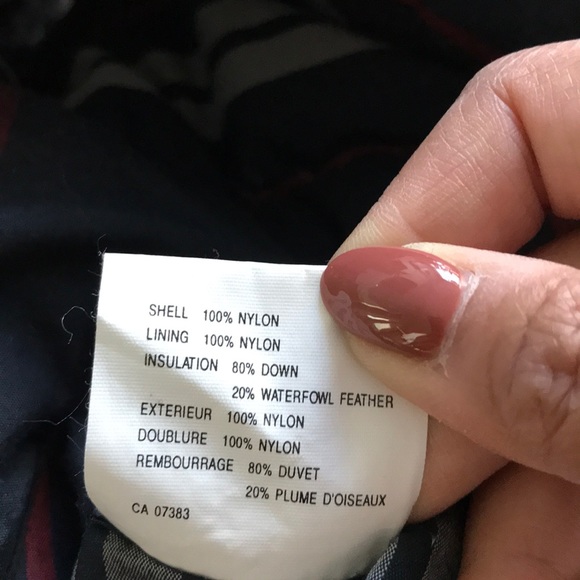 SHELL 100% NYLON
LINING 100% NYLON
INSULATION 80% DOWN
20% WATERFOWL FEATHER
EXTERIEUR 100% NYLON
DOUBLURE 100% NYLON
REMBOURRAGE 80% DUVET
20% PLUME D'OISEAUX
CA 07383